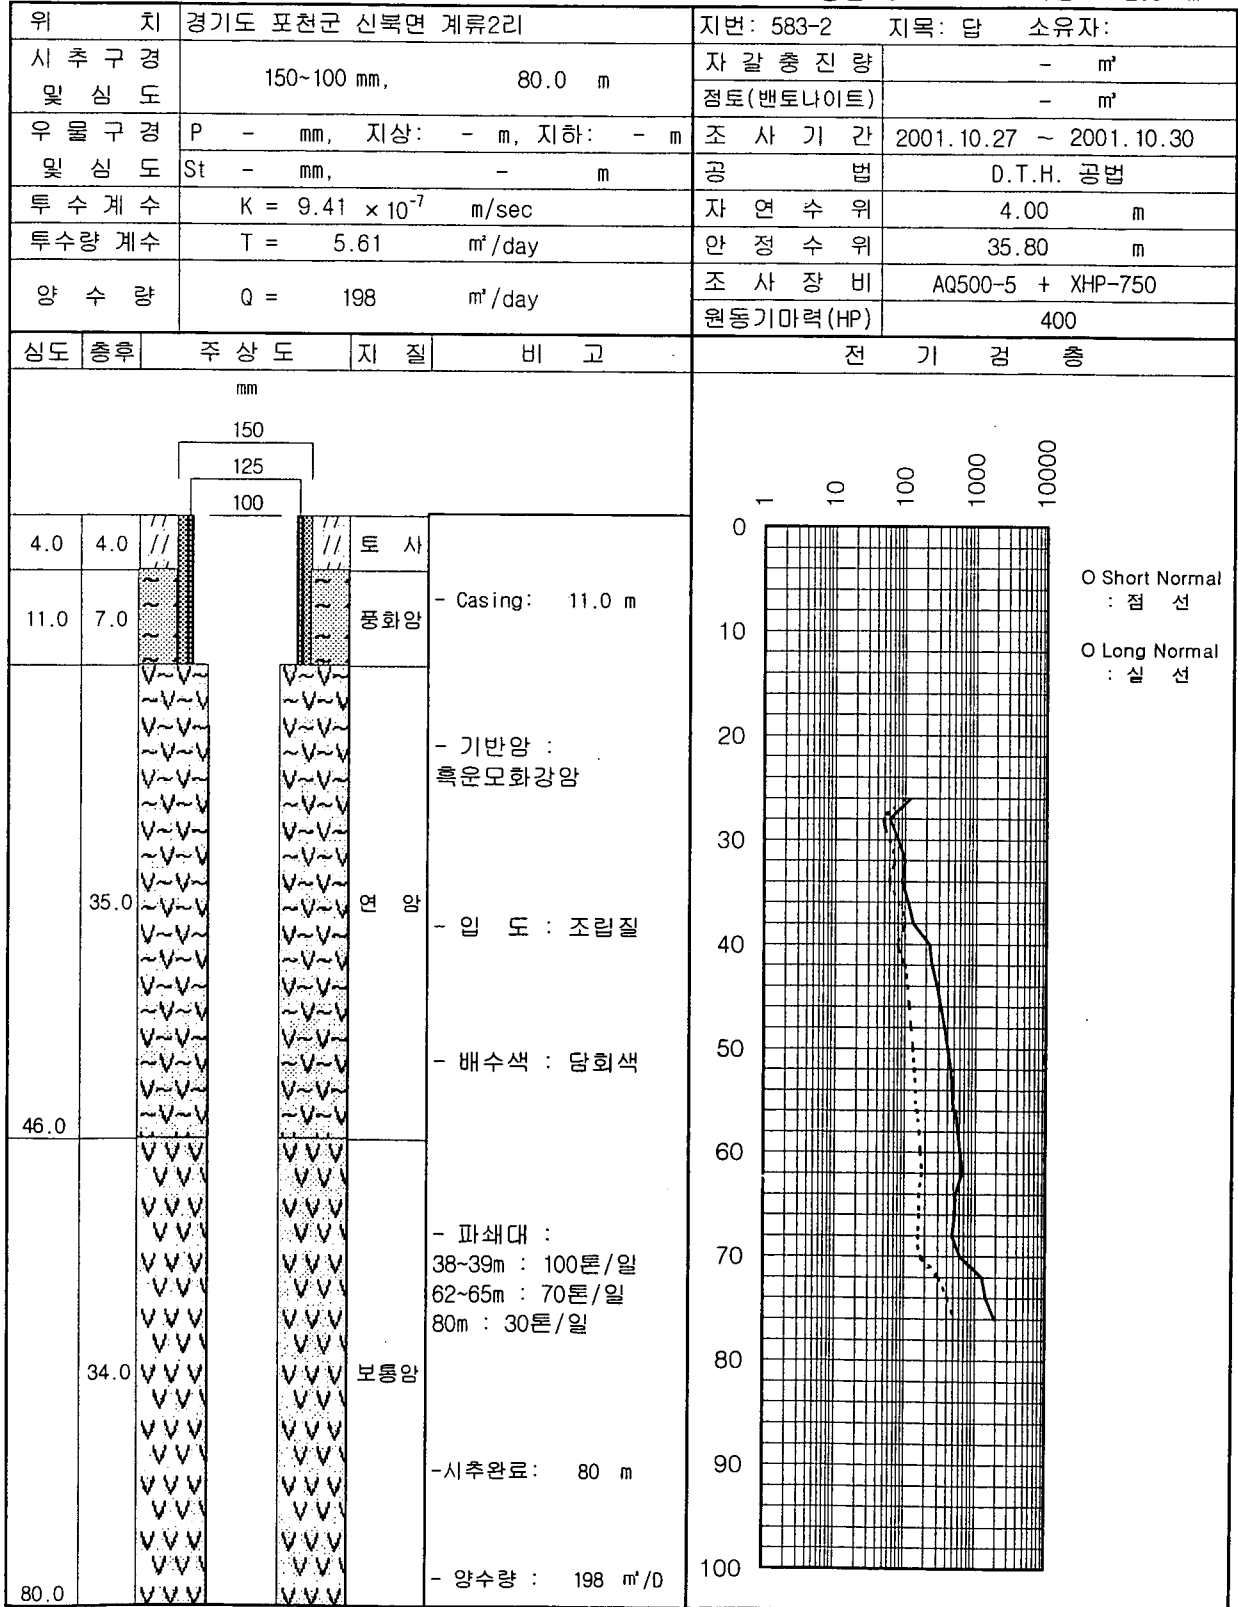 위 치 경기도 포천군 신북면 계류2리 지번: 583-2 지목: 답 소유자:
시 추 구 경 및 심 도 150~100 mm, 80.0 m
자 갈 충 진 량 - m³
점토(밴토나이트) - m³
우 물 구 경 및 심 도 P - mm, 지상: - m, 지하: - m
St - mm, - m
조 사 기 간 2001.10.27 ~ 2001.10.30
공 법 D.T.H. 공법
투 수 계 수 K = 9.41 ×10⁻⁷ m/sec
자 연 수 위 4.00 m
투수량 계수 T = 5.61 m²/day
안 정 수 위 35.80 m
양 수 량 Q = 198 m³/day
조 사 장 비 AQ500-5 + XHP-750
원동기마력(HP) 400
심도 층후 주 상 도 지 질 비 고 전 기 검 층
mm
150
125
100
4.0 4.0 토 사
11.0 7.0 풍화암
- Casing: 11.0 m
- 기반암 :
흑운모화강암
35.0 연 암
- 입 도 : 조립질
- 배수색 : 담회색
46.0
- 파쇄대 :
38~39m : 100톤/일
62~65m : 70톤/일
80m : 30톤/일
34.0 보통암
-시추완료: 80 m
- 양수량 : 198 m³/D
80.0
1 10 100 1000 10000
0
10
20
30
40
50
60
70
80
90
100
O Short Normal
: 점 선
O Long Normal
: 실 선